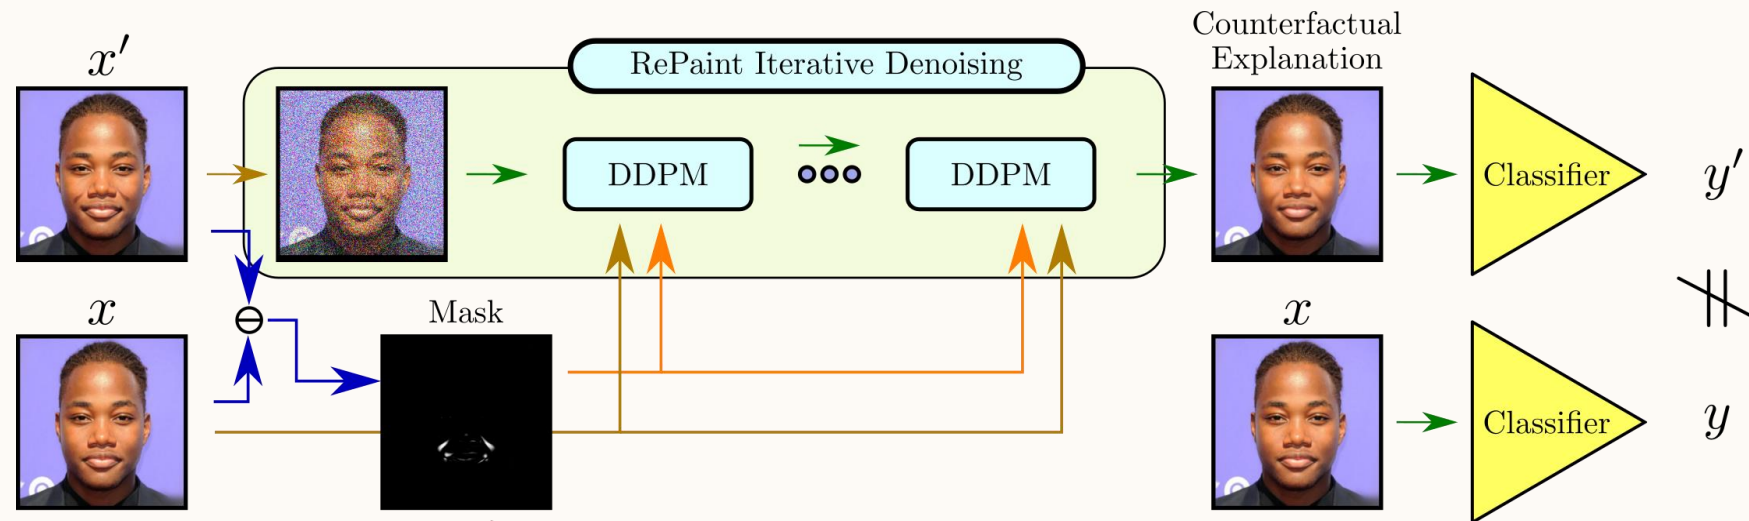 x′
RePaint Iterative Denoising
Counterfactual
Explanation
DDPM
DDPM
Classifier
y′
x
Mask
x
Classifier
y